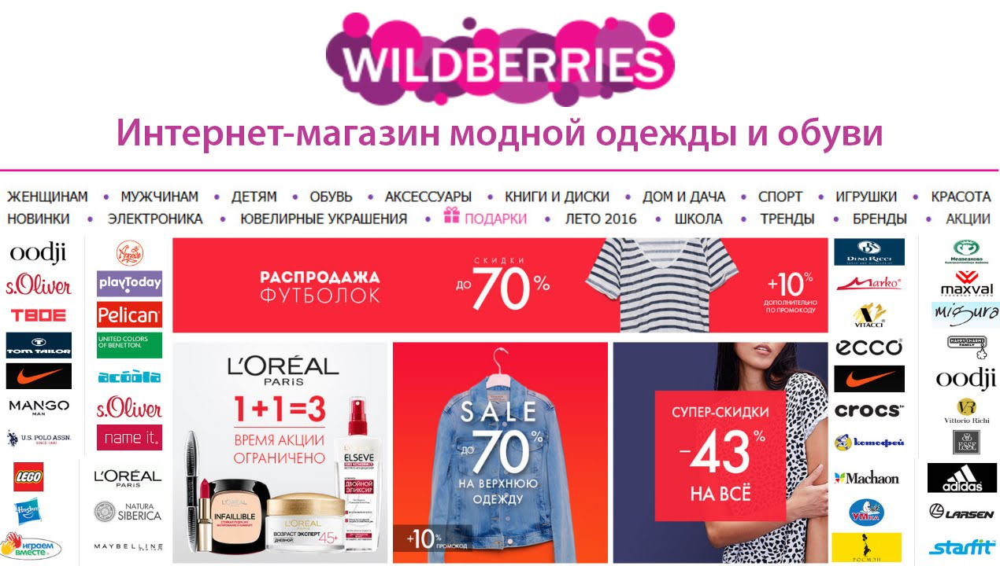 WILDBERRIES
Интернет-магазин модной одежды и обуви
ЖЕНЩИНАМ • МУЖЧИНАМ • ДЕТЯМ • ОБУВЬ • АКСЕССУАРЫ • КНИГИ И ДИСКИ • ДОМ И ДАЧА • СПОРТ • ИГРУШКИ • КРАСОТА
НОВИНКИ • ЭЛЕКТРОНИКА • ЮВЕЛИРНЫЕ УКРАШЕНИЯ • ПОДАРКИ • ЛЕТО 2016 • ШКОЛА • ТРЕНДЫ • БРЕНДЫ • АКЦИИ
oodji
s.Oliver
ТВОЕ
TOM TAILOR
MANGO
MAN
U.S. POLO ASSN.
SINCE 1890
LEGO
Hasbro
играем
вместе
playToday
Pelican
UNITED COLORS
OF BENETTON.
acoola
s.Oliver
name it.
L'ORÉAL
PARIS
NATURA
SIBERICA
MAYBELLINE
РАСПРОДАЖА
ФУТБОЛОК
СКИДКИ
ДО 70%
+10%
ДОПОЛНИТЕЛЬНО
ПО ПРОМОКОДУ
L'ORÉAL
PARIS
1+1=3
ВРЕМЯ АКЦИИ
ОГРАНИЧЕНО
ELSEVE
ДВОЙНОЙ
ЭЛИКСИР
L'ORÉAL
INFAILLIBLE
L'ORÉAL
ВОЗРАСТ ЭКСПЕРТ
ДНЕВНОЙ
45+
SALE
ДО 70%
НА ВЕРХНЮЮ
ОДЕЖДУ
+10% ПРОМОКОД
СУПЕР-СКИДКИ
-43%
НА ВСЁ
DINO RICCI
Marko
VITACCI
ecco
crocs
котофей
Machaon
УМка
РОСМЭН
Медведково
maxval
migura
HAPPY CHARMS
FAMILY
oodji
VR
Vittorio Richi
ESSE
adidas
LARSEN
starfit